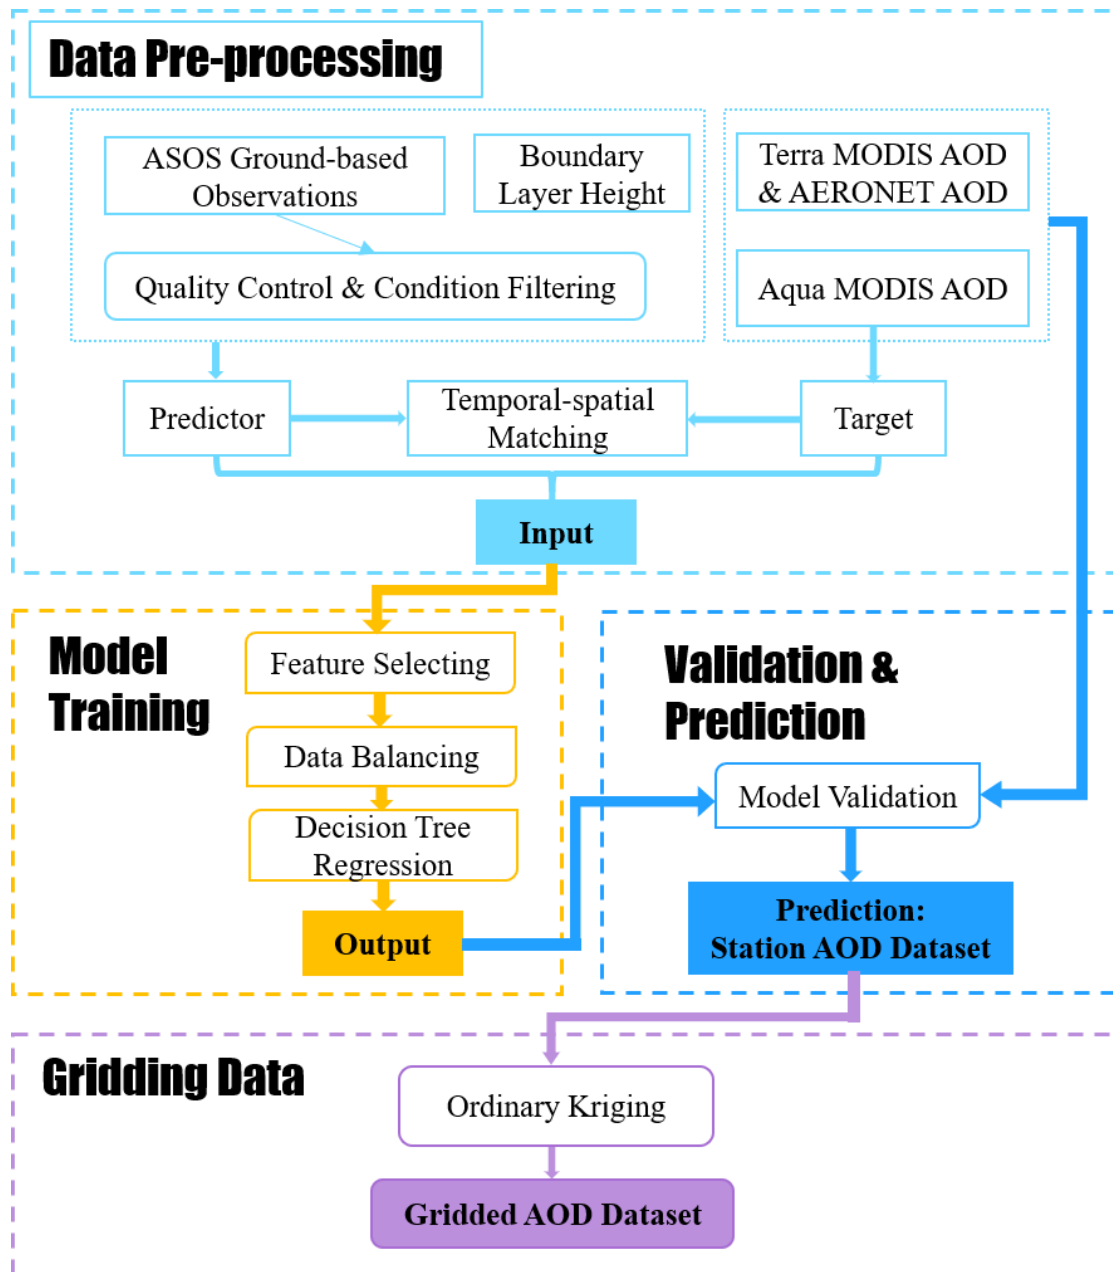 Data Pre-processing
ASOS Ground-based
Observations
Boundary
Layer Height
Terra MODIS AOD
& AERONET AOD
Quality Control & Condition Filtering
Aqua MODIS AOD
Predictor
Temporal-spatial
Matching
Target
Input
Model
Training
Feature Selecting
Data Balancing
Decision Tree
Regression
Output
Validation &
Prediction
Model Validation
Prediction:
Station AOD Dataset
Gridding Data
Ordinary Kriging
Gridded AOD Dataset